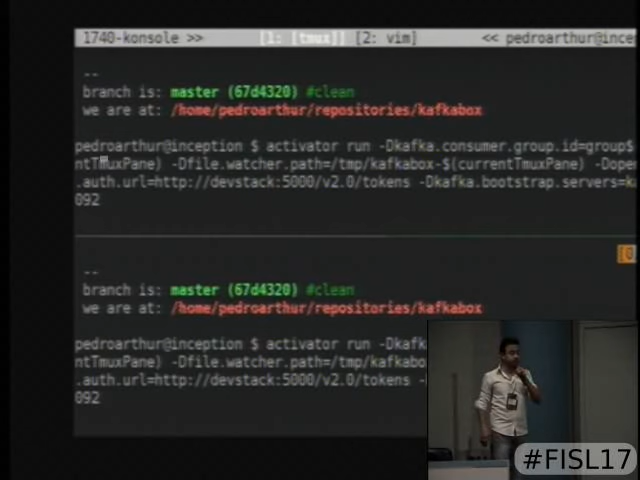 1740-konsole >> [1: [tmux]] [2: vim] << pedroarthur@ince
--
branch is: master (67d4320) #clean
we are at: /home/pedroarthur/repositories/kafkabox
pedroarthur@inception $ activator run -Dkafka.consumer.group.id=group$
ntTmuxPane) -Dfile.watcher.path=/tmp/kafkabox-$(currentTmuxPane) -Dope
.auth.url=http://devstack:5000/v2.0/tokens -Dkafka.bootstrap.servers=k
092
[0
--
branch is: master (67d4320) #clean
we are at: /home/pedroarthur/repositories/kafkabox
pedroarthur@inception $ activator run -Dkaf
ntTmuxPane) -Dfile.watcher.path=/tmp/kafkabo
.auth.url=http://devstack:5000/v2.0/tokens -
092
#FISL17